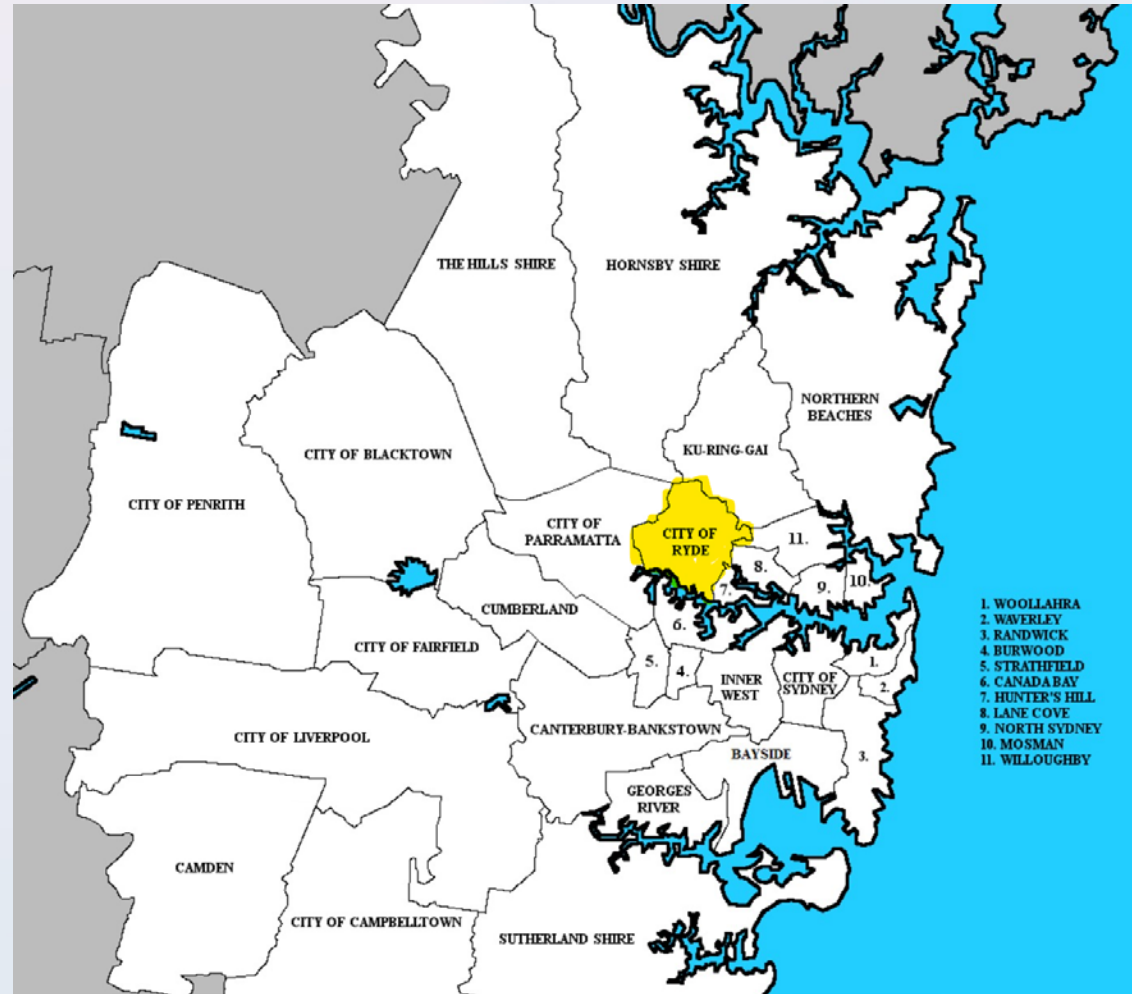 THE HILLS SHIRE
HORNSBY SHIRE
NORTHERN
BEACHES
KU-RING-GAI
CITY OF BLACKTOWN
CITY OF PENRITH
CITY OF
PARRAMATTA
CITY OF
RYDE
11.
8.
9.
10.
7.
CUMBERLAND
6.
CITY OF FAIRFIELD
5.
4.
INNER
WEST
CITY OF
SYDNEY
1.
2.
CITY OF LIVERPOOL
CANTERBURY-BANKSTOWN
BAYSIDE
3.
GEORGES
RIVER
CAMDEN
CITY OF CAMPBELLTOWN
SUTHERLAND SHIRE
1. WOOLLAHRA
2. WAVERLEY
3. RANDWICK
4. BURWOOD
5. STRATHFIELD
6. CANADA BAY
7. HUNTER'S HILL
8. LANE COVE
9. NORTH SYDNEY
10. MOSMAN
11. WILLOUGHBY